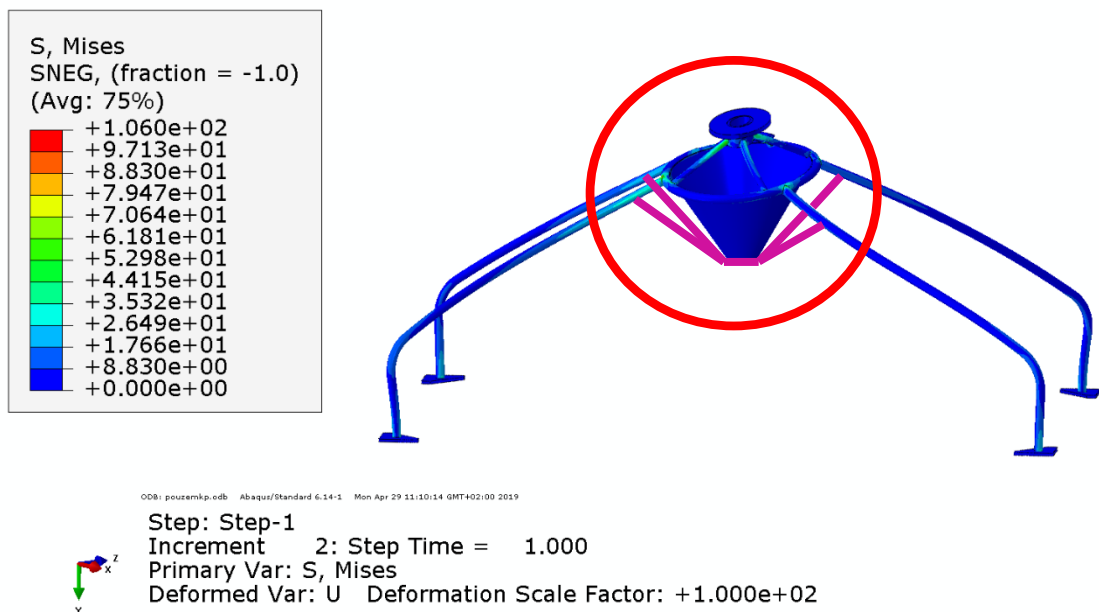 S, Mises
SNEG, (fraction = -1.0)
(Avg: 75%)
+1.060e+02
+9.713e+01
+8.830e+01
+7.947e+01
+7.064e+01
+6.181e+01
+5.298e+01
+4.415e+01
+3.532e+01
+2.649e+01
+1.766e+01
+8.830e+00
+0.000e+00
ODB: pouzemkp.odb Abaqus/Standard 6.14-1 Mon Apr 29 11:10:14 GMT+02:00 2019
Step: Step-1
Increment 2: Step Time = 1.000
Primary Var: S, Mises
Deformed Var: U Deformation Scale Factor: +1.000e+02
Z
X
Y